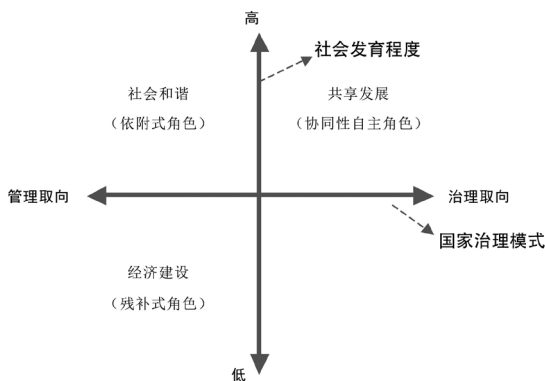 高
社会发育程度
社会和谐
共享发展
（依附式角色）
（协同性自主角色）
管理取向
治理取向
国家治理模式
经济建设
（残补式角色）
低